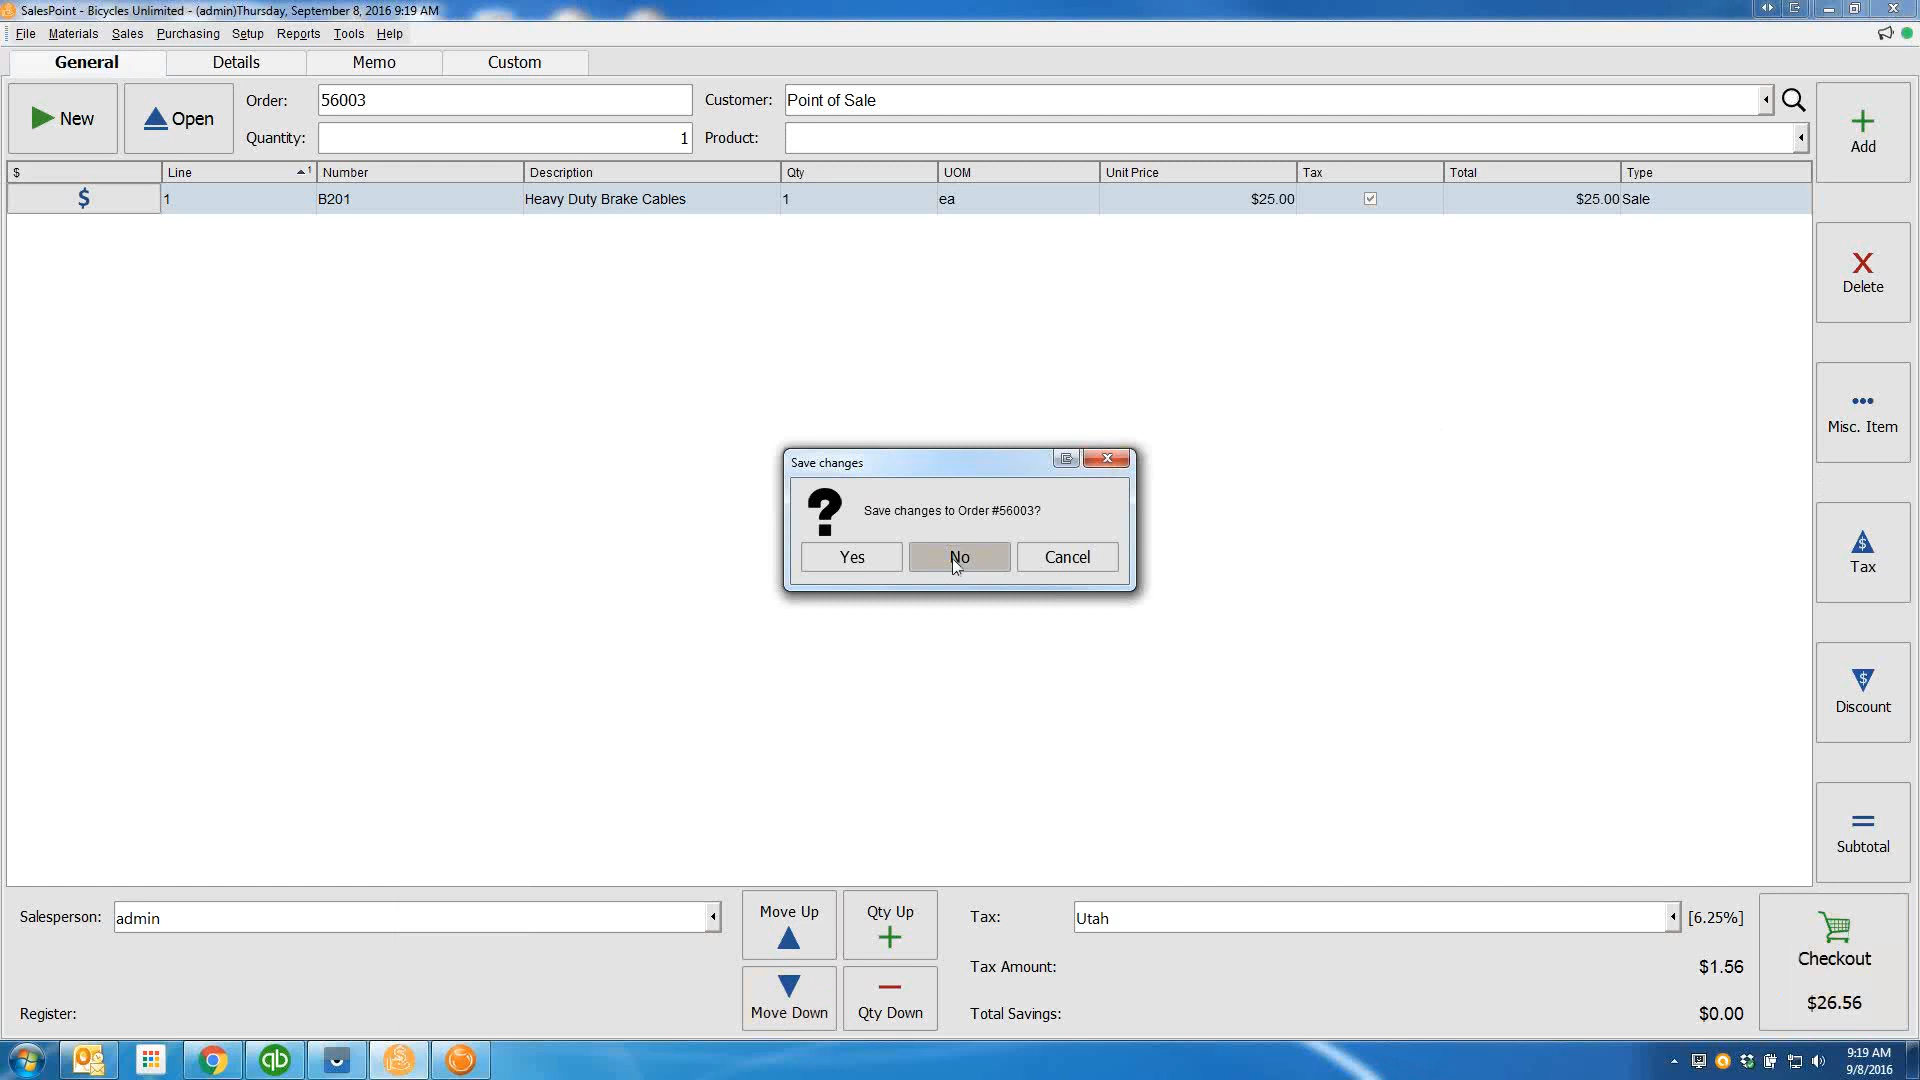 SalesPoint - Bicycles Unlimited - (admin)Thursday, September 8, 2016 9:19 AM
File Materials Sales Purchasing Setup Reports Tools Help
General Details Memo Custom
New Open Order: 56003 Customer: Point of Sale
Quantity: 1 Product:
Add
$ Line 1 Number Description Qty UOM Unit Price Tax Total Type
$ 1 B201 Heavy Duty Brake Cables 1 ea $25.00 $25.00 Sale
Delete
Misc. Item
Save changes
Save changes to Order #56003?
Yes No Cancel
Tax
Discount
Subtotal
Salesperson: admin Move Up Qty Up Tax: Utah [6.25%]
Checkout
Tax Amount: $1.56
$26.56
Register: Move Down Qty Down Total Savings: $0.00
9:19 AM
9/8/2016